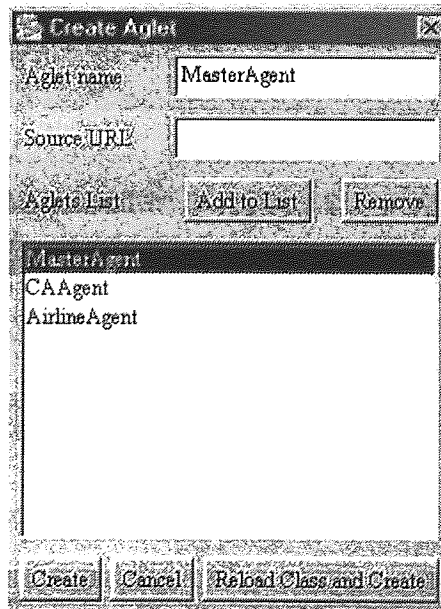 Create Aglet
Aglet name MasterAgent
Source URL
Aglets List Add to List Remove
MasterAgent
CAAgent
AirlineAgent
Create Cancel Reload Class and Create